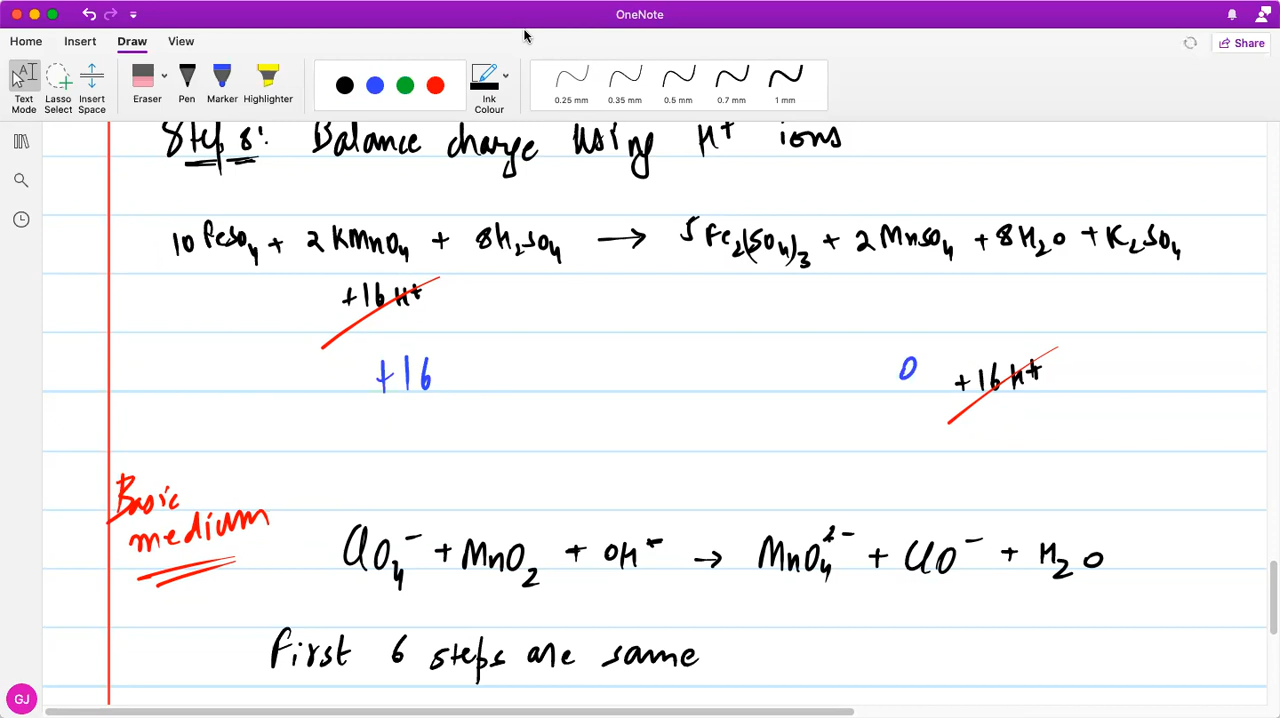 OneNote
Home Insert Draw View
Share
Text Mode
Lasso Select
Insert Space
Eraser
Pen
Marker
Highlighter
Ink Colour
0.25 mm 0.35 mm 0.5 mm 0.7 mm 1 mm
Step 8: Balance charge using H⁺ ions
10 FeSO₄ + 2 KMnO₄ + 8H₂SO₄ → 5 Fe₂(SO₄)₃ + 2 MnSO₄ + 8H₂O + K₂SO₄
+16 H⁺
+16 0 +16 H⁺
Basic
medium
ClO₄⁻ + MnO₂ + OH⁻ → MnO₄²⁻ + ClO⁻ + H₂O
First 6 steps are same
GJ